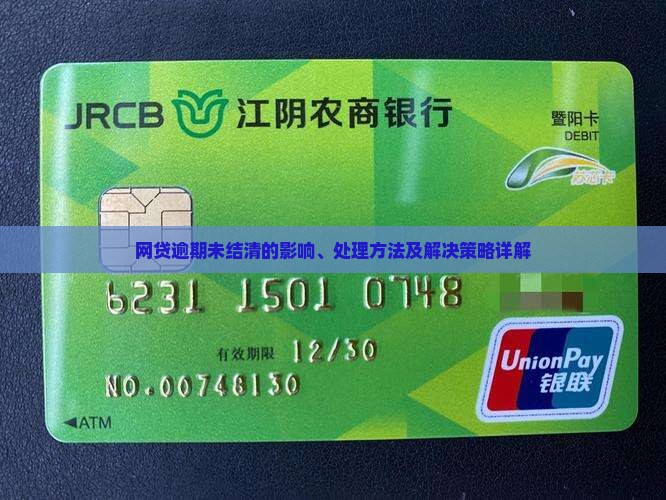 JRCB 江阴农商银行
暨阳卡
DEBIT
网贷逾期未结清的影响、处理方法及解决策略详解
6231 1501 0748
有效期限 12/30
NO.00748130
UnionPay
银联
◄ATM